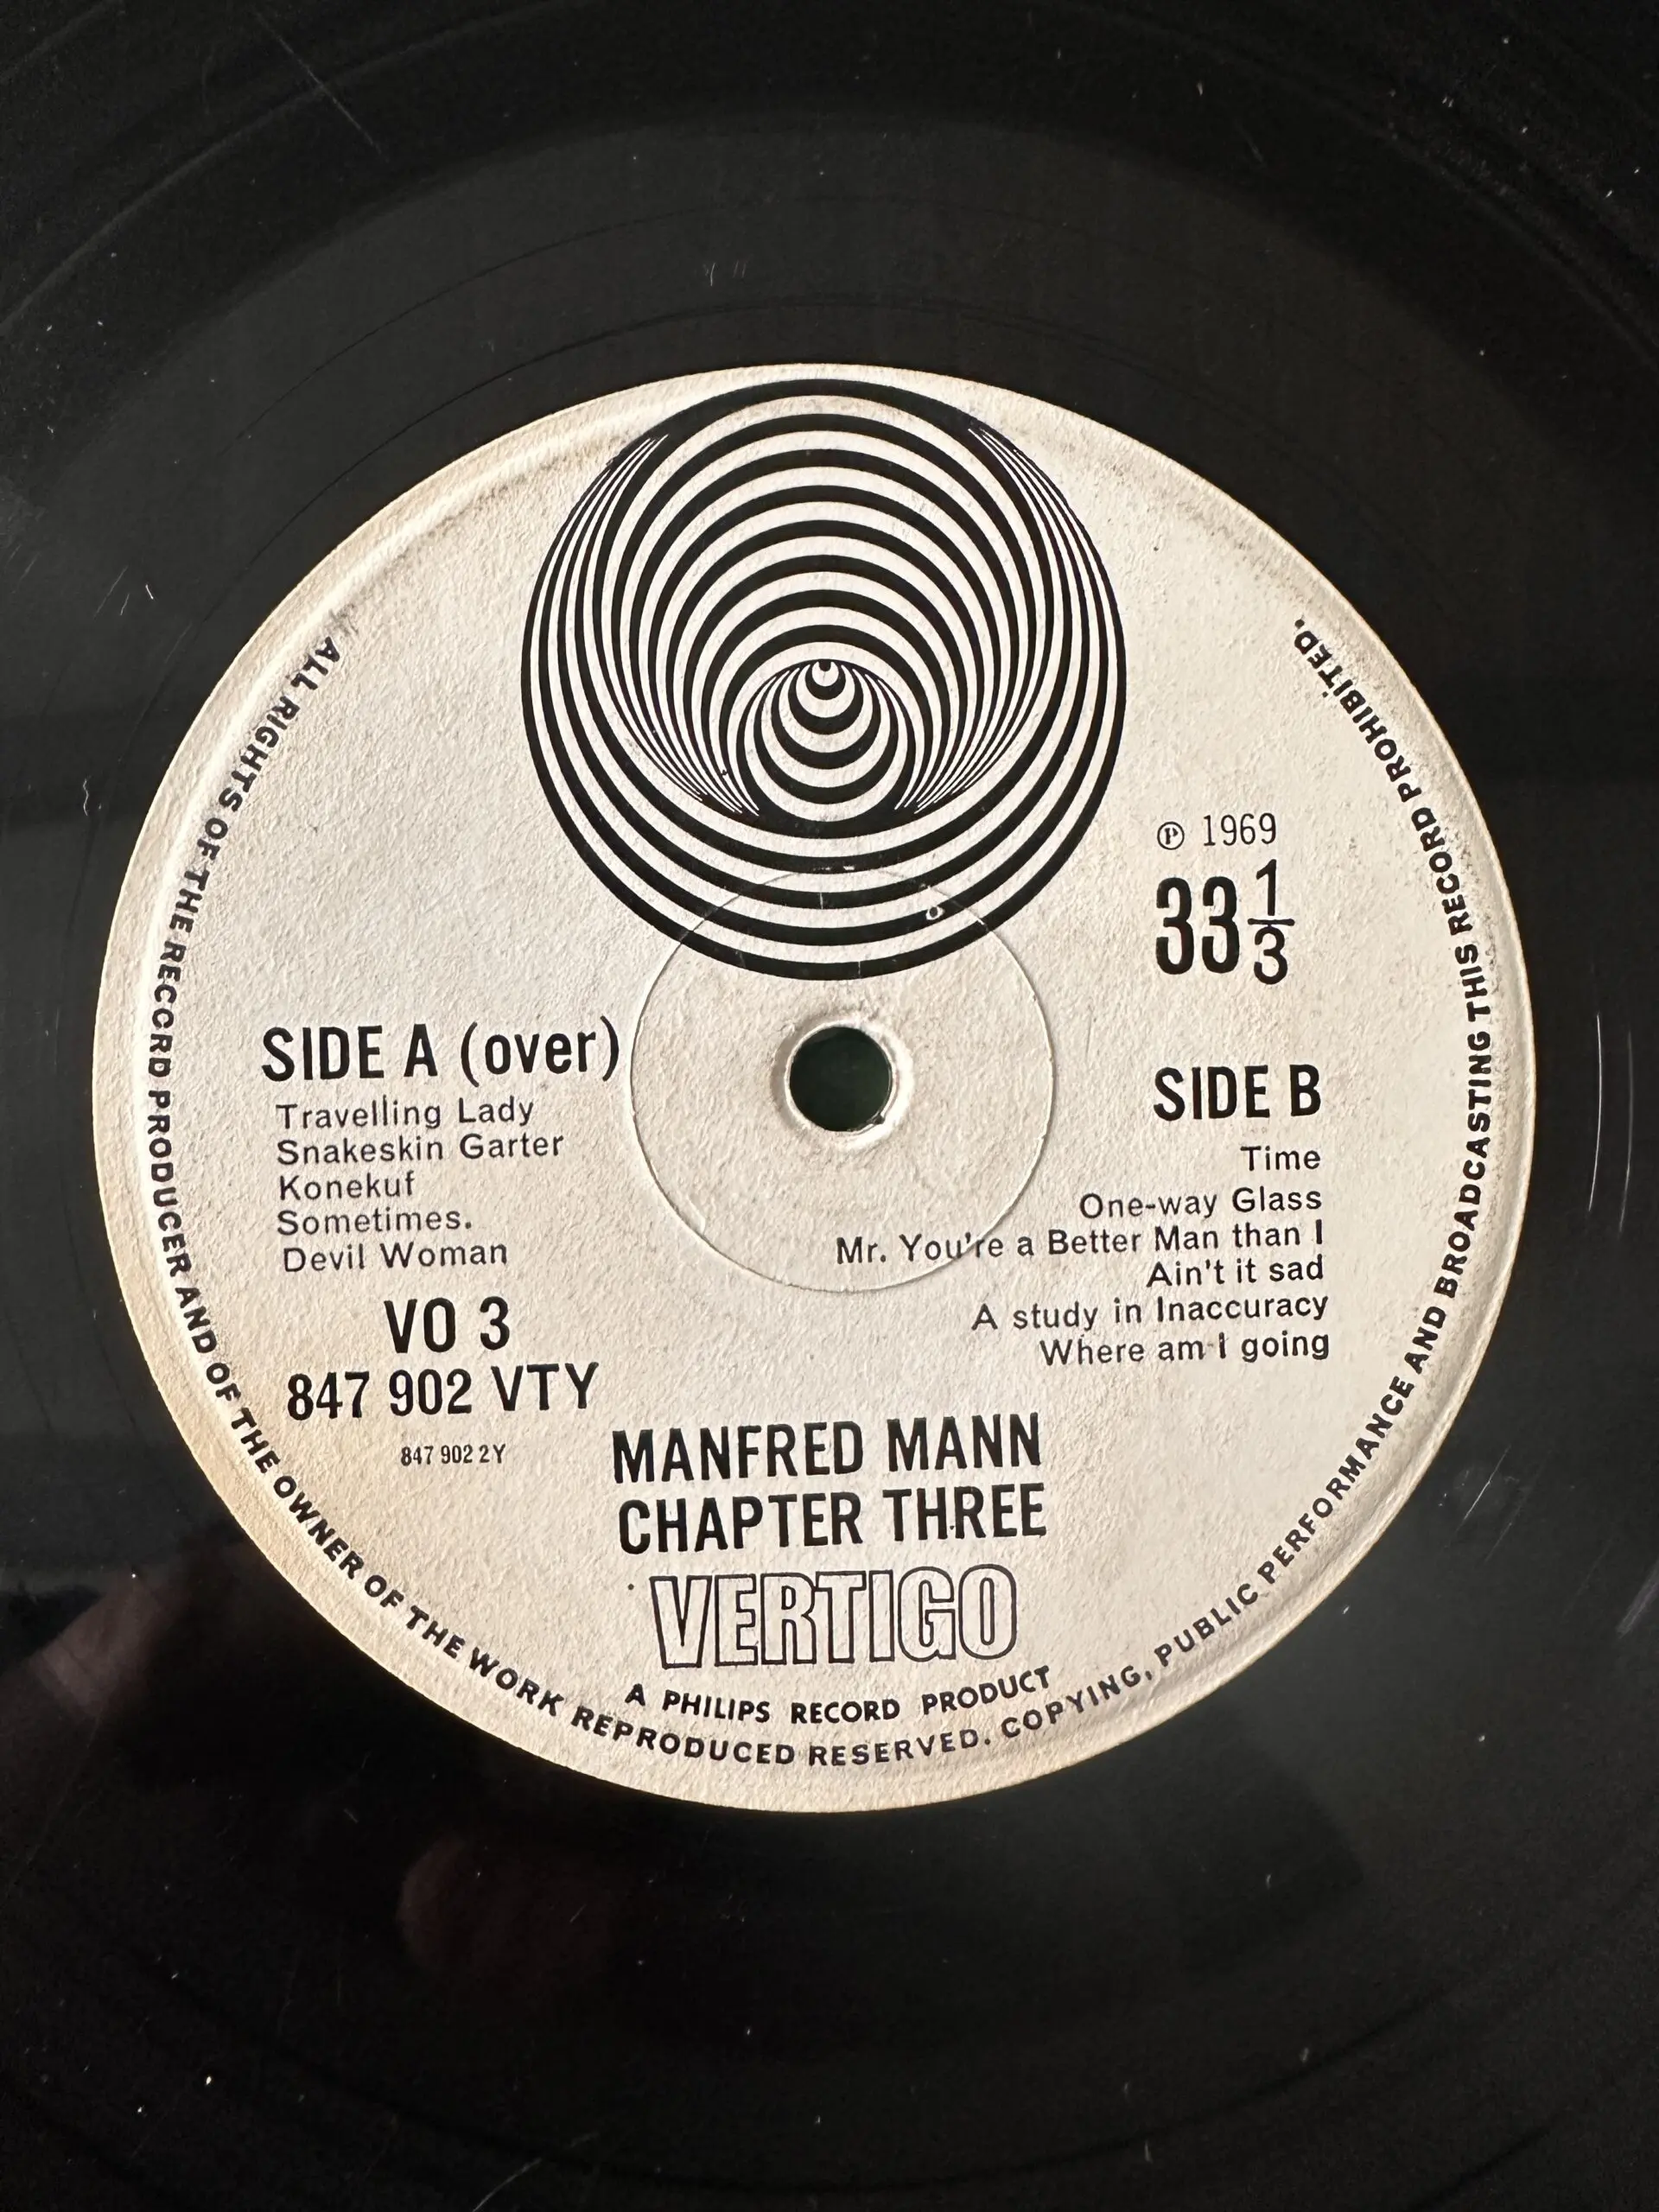 ℗ 1969
33 1/3
SIDE A (over)
Travelling Lady
Snakeskin Garter
Konekuf
Sometimes.
Devil Woman
VO 3
847 902 VTY
847 902 2Y
SIDE B
Time
One-way Glass
Mr. You're a Better Man than I
Ain't it sad
A study in Inaccuracy
Where am I going
MANFRED MANN
CHAPTER THREE
VERTIGO
A PHILIPS RECORD PRODUCT
ALL RIGHTS OF THE RECORD PRODUCER AND OF THE OWNER OF THE WORK REPRODUCED RESERVED. COPYING, PUBLIC PERFORMANCE AND BROADCASTING THIS RECORD PROHIBITED.